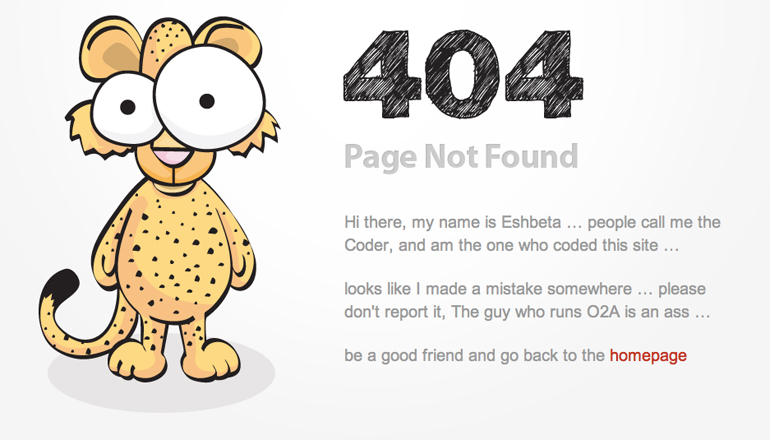 404
Page Not Found
Hi there, my name is Eshbeta ... people call me the
Coder, and am the one who coded this site ...
looks like I made a mistake somewhere ... please
don't report it, The guy who runs O2A is an ass ...
be a good friend and go back to the homepage